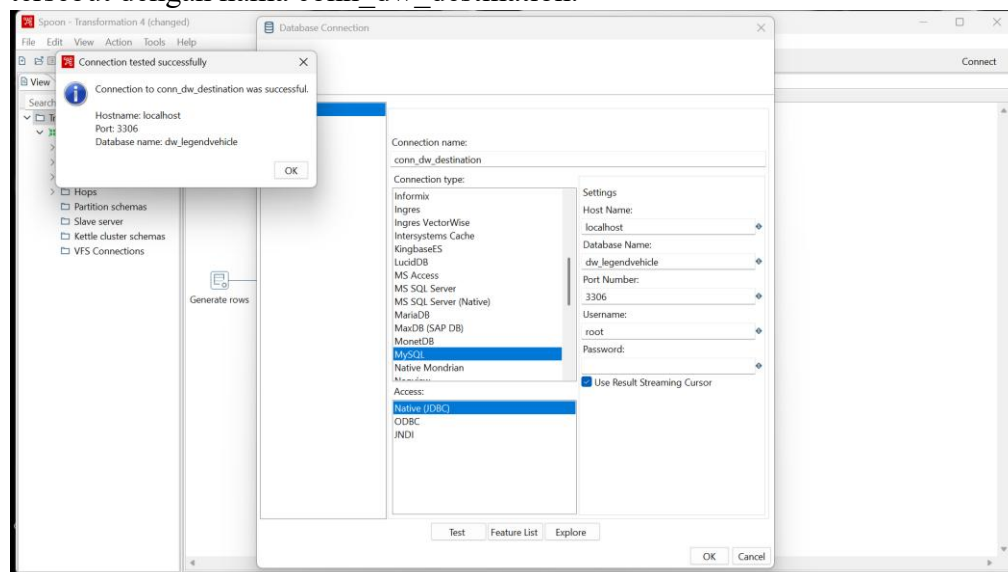 tersebut dengan nama conn_dw_destination.
Spoon - Transformation 4 (changed)
File Edit View Action Tools Help
Connect
View
Search
Connection tested successfully
Connection to conn_dw_destination was successful.
Hostname: localhost
Port: 3306
Database name: dw_legendvehicle
OK
Hops
Partition schemas
Slave server
Kettle cluster schemas
VFS Connections
Generate rows
Database Connection
Connection name:
conn_dw_destination
Connection type:
Informix
Ingres
Ingres VectorWise
Intersystems Cache
KingbaseES
LucidDB
MS Access
MS SQL Server
MS SQL Server (Native)
MariaDB
MaxDB (SAP DB)
MonetDB
MySQL
Native Mondrian
Access:
Native (JDBC)
ODBC
JNDI
Settings
Host Name:
localhost
Database Name:
dw_legendvehicle
Port Number:
3306
Username:
root
Password:
Use Result Streaming Cursor
Test Feature List Explore
OK Cancel